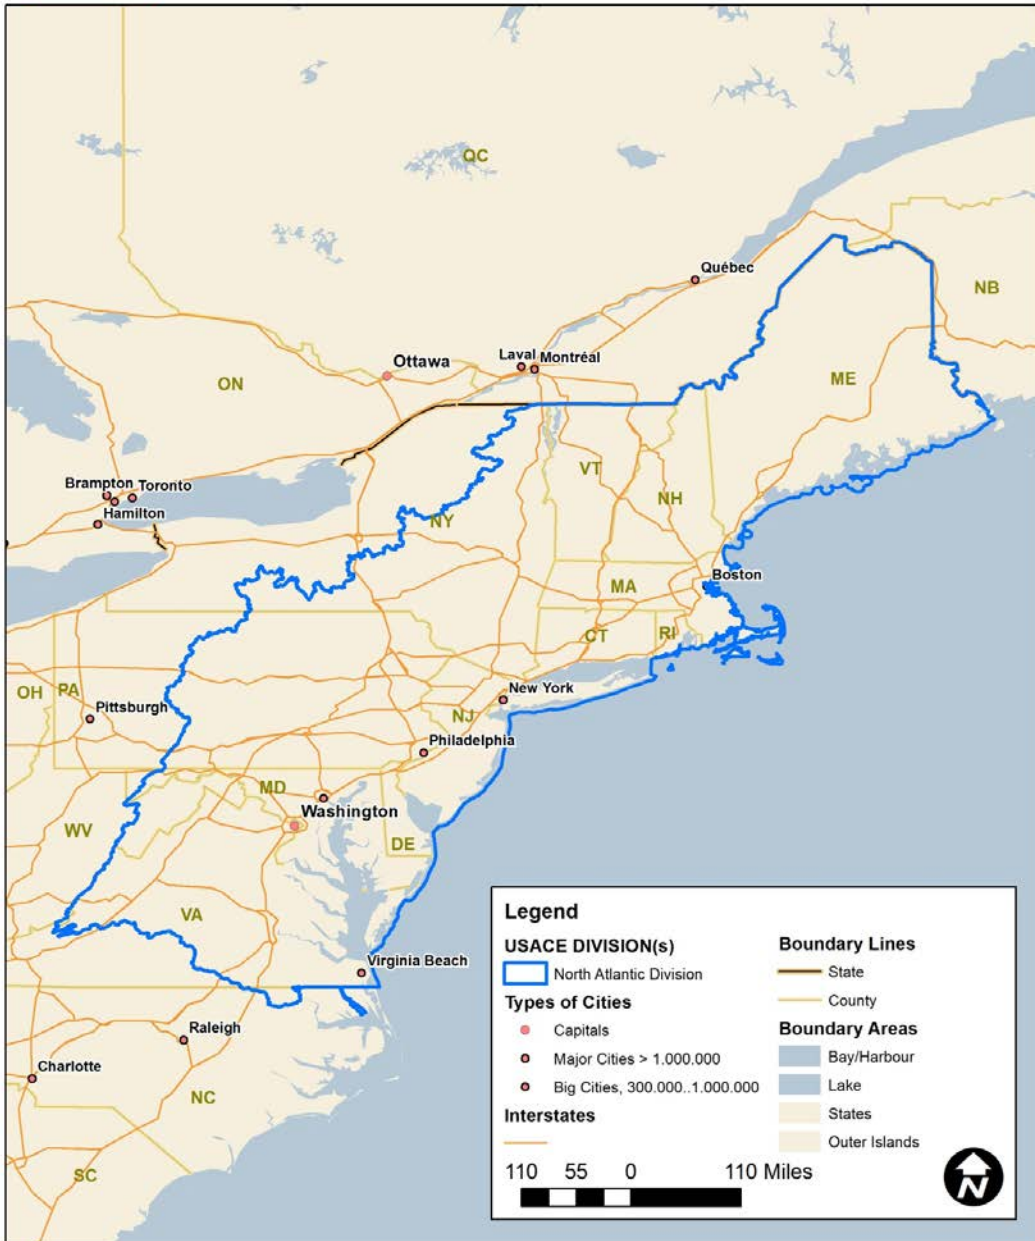 QC
Québec
NB
Laval
Montréal
Ottawa
ON
ME
VT
Brampton
Toronto
NH
Hamilton
NY
Boston
MA
CT
RI
OH
PA
New York
Pittsburgh
NJ
Philadelphia
MD
Washington
WV
DE
VA
Virginia Beach
Raleigh
Charlotte
NC
SC
Legend
USACE DIVISION(s)
North Atlantic Division
Types of Cities
Capitals
Major Cities > 1.000.000
Big Cities, 300.000..1.000.000
Interstates
Boundary Lines
State
County
Boundary Areas
Bay/Harbour
Lake
States
Outer Islands
110 55 0 110 Miles
N